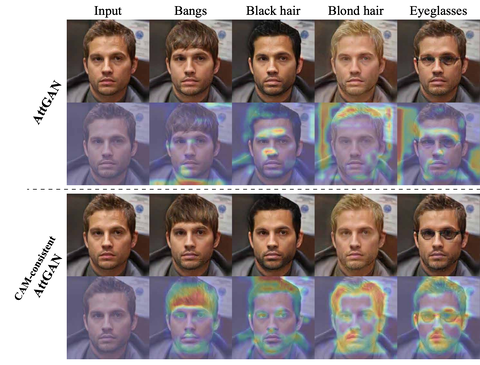 Input Bangs Black hair Blond hair Eyeglasses
AttGAN
CAM-consistent
AttGAN